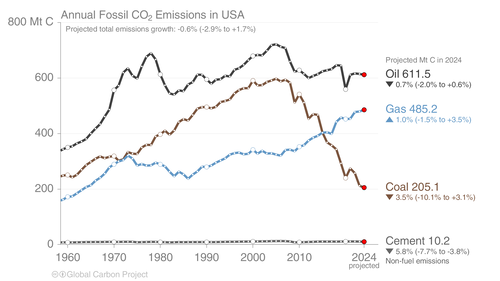 Annual Fossil CO₂ Emissions in USA
Projected total emissions growth: -0.6% (-2.9% to +1.7%)
800 Mt C
600
400
200
0
1960
1970
1980
1990
2000
2010
2024
projected
Projected Mt C in 2024
Oil 611.5
▼ 0.7% (-2.0% to +0.6%)
Gas 485.2
▲ 1.0% (-1.5% to +3.5%)
Coal 205.1
▼ 3.5% (-10.1% to +3.1%)
Cement 10.2
▼ 5.8% (-7.7% to -3.8%)
Non-fuel emissions
Global Carbon Project